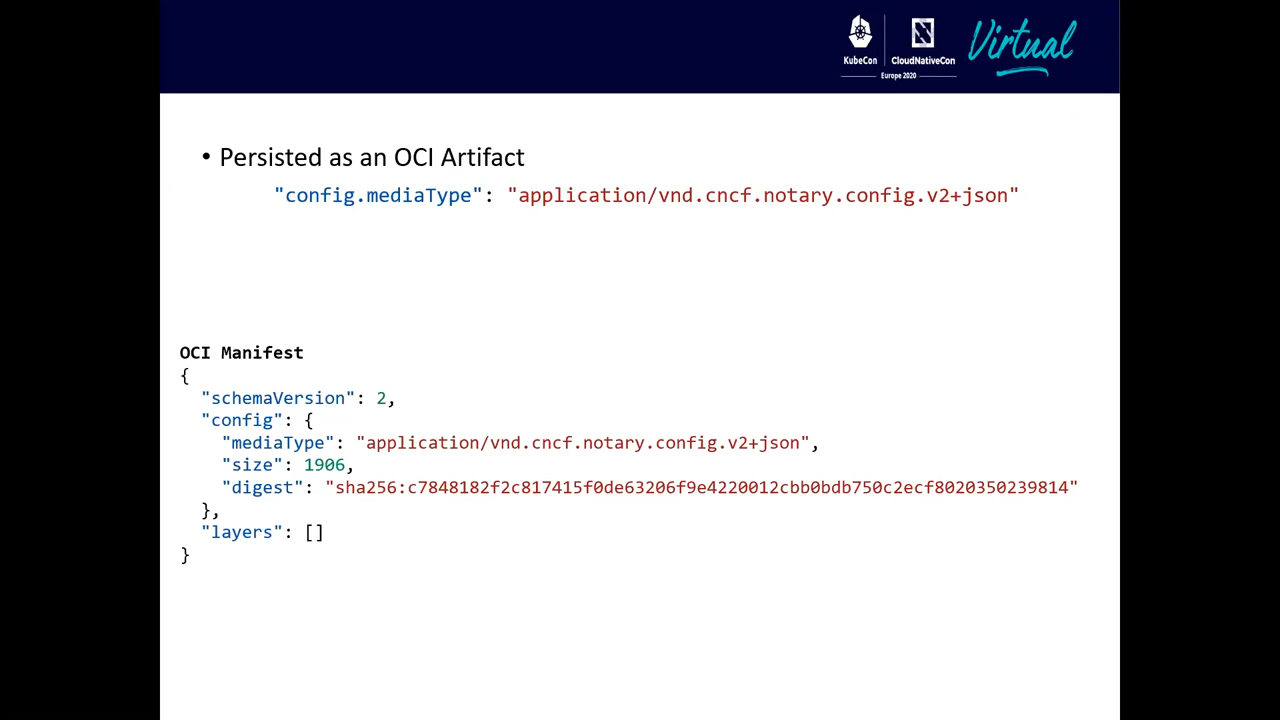 KubeCon
CloudNativeCon
Europe 2020
Virtual
• Persisted as an OCI Artifact
"config.mediaType": "application/vnd.cncf.notary.config.v2+json"
OCI Manifest
{
"schemaVersion": 2,
"config": {
"mediaType": "application/vnd.cncf.notary.config.v2+json",
"size": 1906,
"digest": "sha256:c7848182f2c817415f0de63206f9e4220012cbb0bdb750c2ecf8020350239814"
},
"layers": []
}